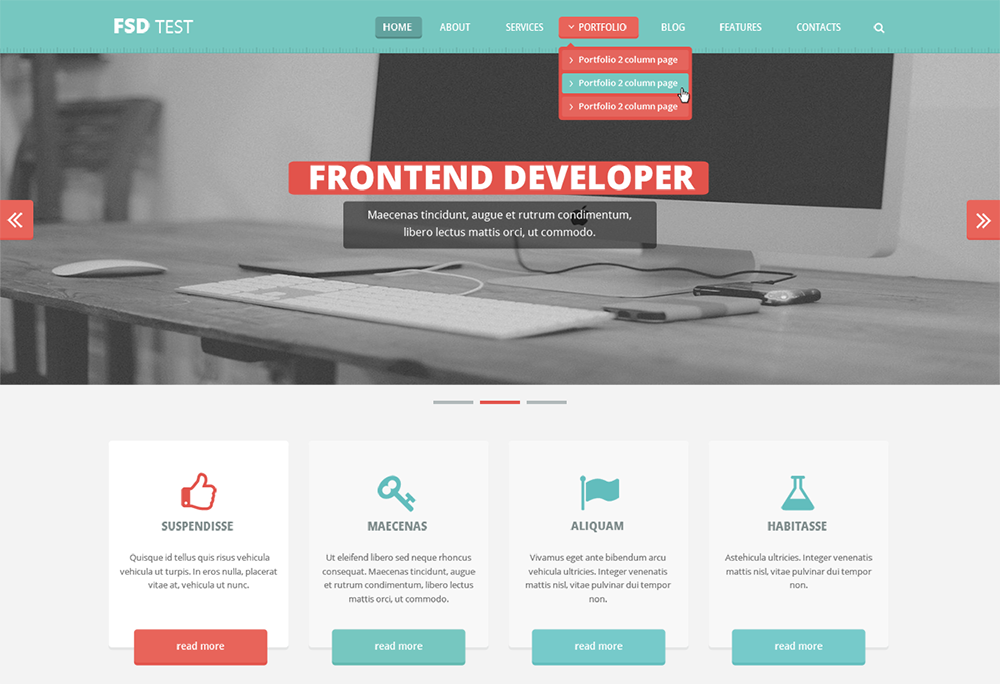 FSD TEST
HOME ABOUT SERVICES PORTFOLIO BLOG FEATURES CONTACTS
Portfolio 2 column page
Portfolio 2 column page
Portfolio 2 column page
FRONTEND DEVELOPER
Maecenas tincidunt, augue et rutrum condimentum,
libero lectus mattis orci, ut commodo.
SUSPENDISSE
Quisque id tellus quis risus vehicula
vehicula ut turpis. In eros nulla, placerat
vitae at, vehicula ut nunc.
read more
MAECENAS
Ut eleifend libero sed neque rhoncus
consequat. Maecenas tincidunt, augue
et rutrum condimentum, libero lectus
mattis orci, ut commodo.
read more
ALIQUAM
Vivamus eget ante bibendum arcu
vehicula ultricies. Integer venenatis
mattis nisl, vitae pulvinar dui tempor
non.
read more
HABITASSE
Astehicula ultricies. Integer venenatis
mattis nisl, vitae pulvinar dui tempor
non.
read more